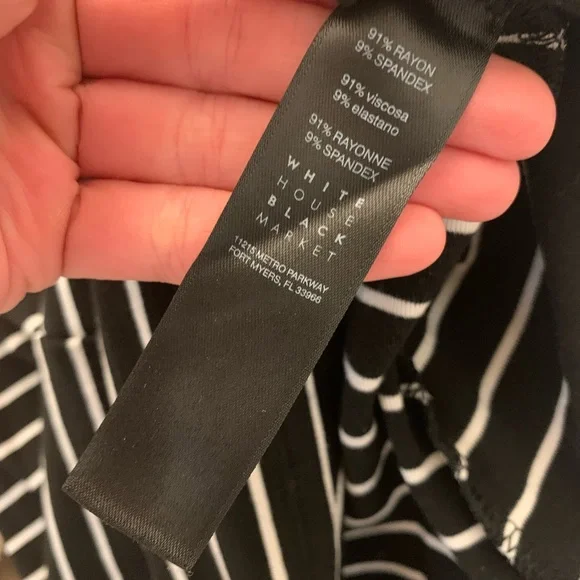 91% RAYON
9% SPANDEX
91% viscosa
9% elastano
91% RAYONNE
9% SPANDEX
WHITE
HOUSE
BLACK
MARKET
11215 METRO PARKWAY
FORT MYERS, FL 33966